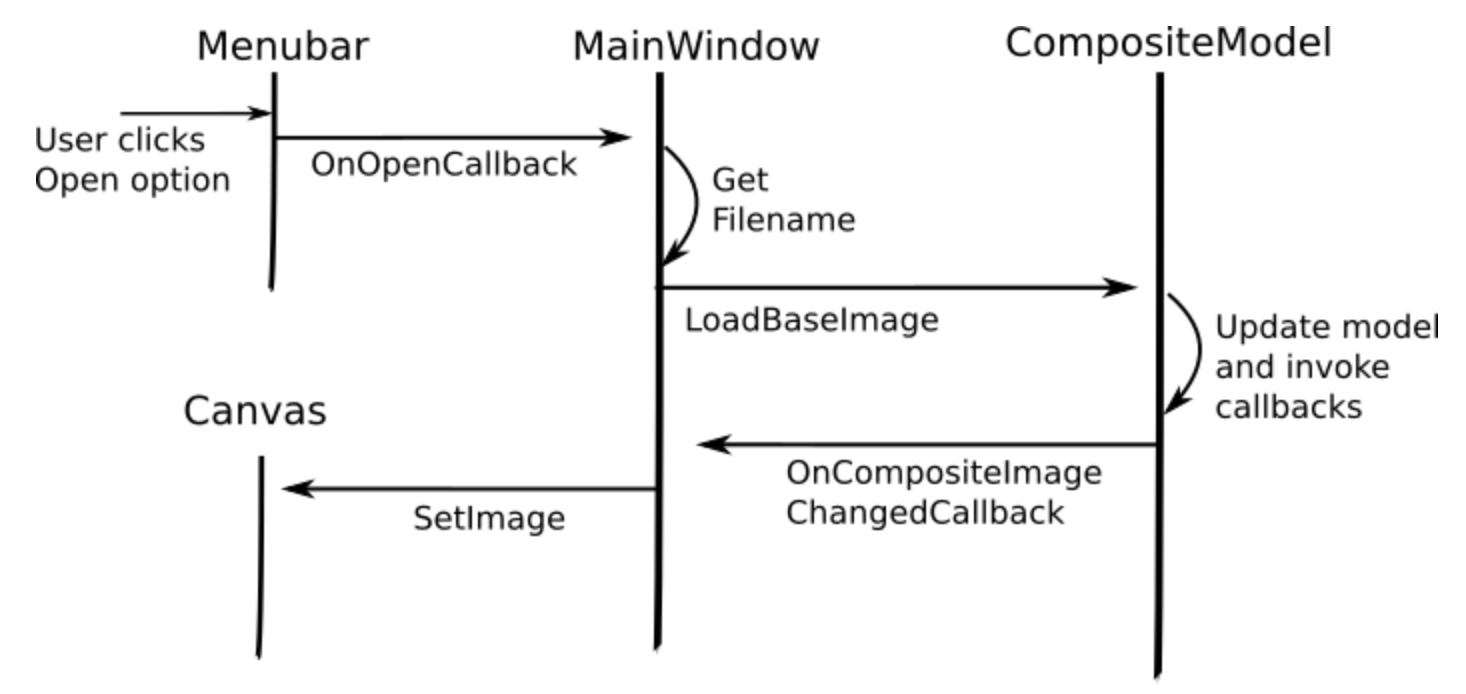 Menubar
MainWindow
CompositeModel
User clicks
Open option
OnOpenCallback
Get
Filename
LoadBaseImage
Update model
and invoke
callbacks
Canvas
OnCompositeImage
ChangedCallback
SetImage